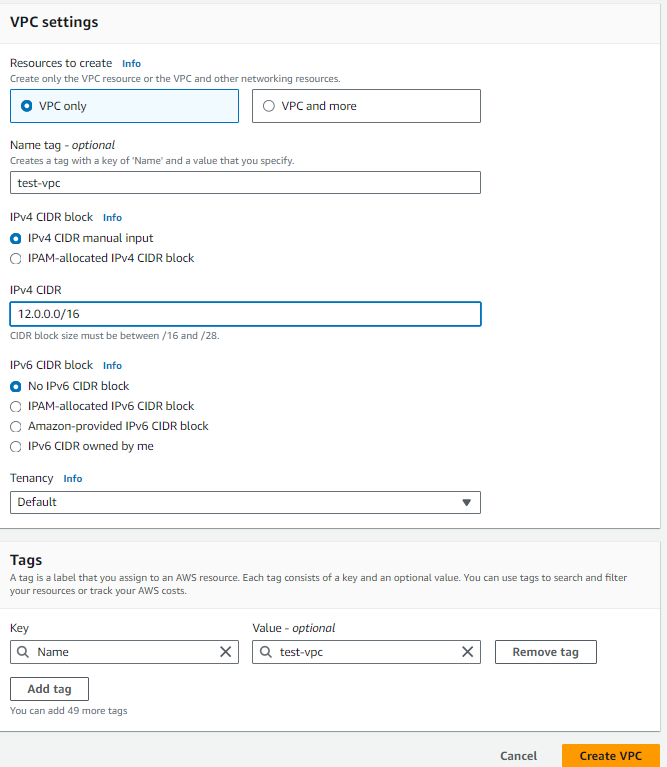 VPC settings
Resources to create Info
Create only the VPC resource or the VPC and other networking resources.
VPC only VPC and more
Name tag - optional
Creates a tag with a key of 'Name' and a value that you specify.
test-vpc
IPv4 CIDR block Info
IPv4 CIDR manual input
IPAM-allocated IPv4 CIDR block
IPv4 CIDR
12.0.0.0/16
CIDR block size must be between /16 and /28.
IPv6 CIDR block Info
No IPv6 CIDR block
IPAM-allocated IPv6 CIDR block
Amazon-provided IPv6 CIDR block
IPv6 CIDR owned by me
Tenancy Info
Default
Tags
A tag is a label that you assign to an AWS resource. Each tag consists of a key and an optional value. You can use tags to search and filter
your resources or track your AWS costs.
Key Value - optional
Name test-vpc Remove tag
Add tag
You can add 49 more tags
Cancel Create VPC